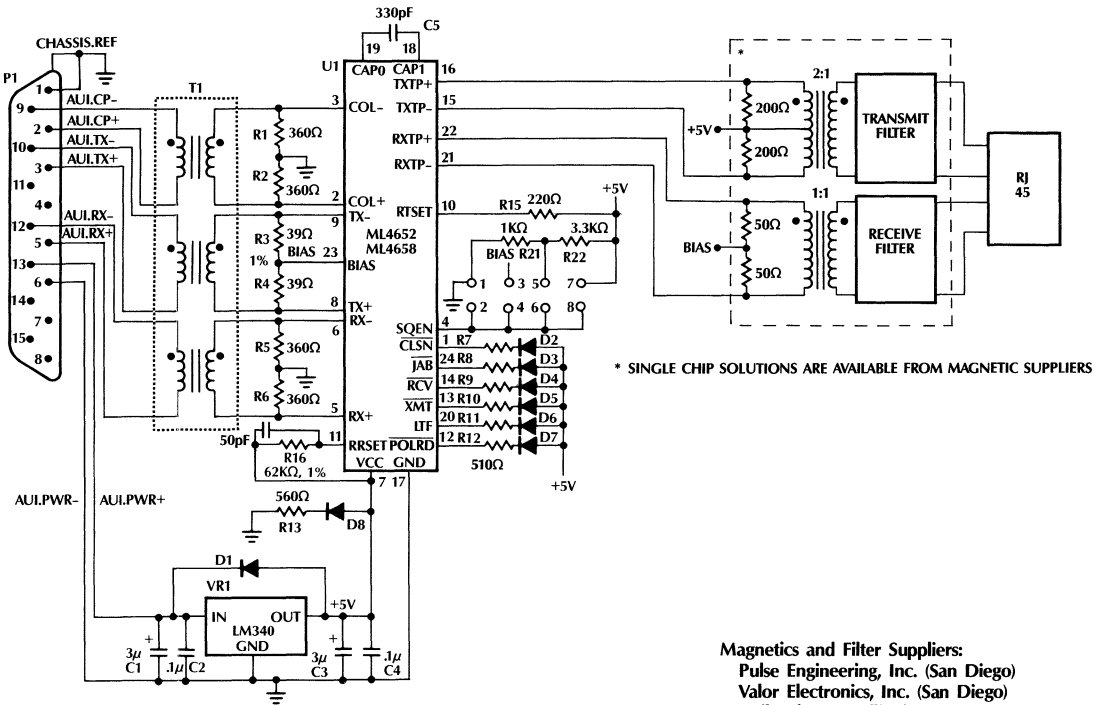 330pF
C5
CHASSIS.REF
P1
U1
19
18
CAP0
CAP1
16
TXTP+
*
2:1
1
9
AUI.CP−
T1
3
COL−
TXTP−
15
2
AUI.CP+
R1
360Ω
RXTP+
22
+5V
200Ω
200Ω
TRANSMIT
FILTER
10
AUI.TX−
3
AUI.TX+
R2
360Ω
RXTP−
21
11
4
2
COL+
RTSET
10
R15
220Ω
+5V
1:1
RJ
45
12
AUI.RX−
5
AUI.RX+
9
TX−
ML4652
ML4658
R3
39Ω
1%
BIAS
23
BIAS
1KΩ
R21
3.3KΩ
R22
BIAS
50Ω
50Ω
RECEIVE
FILTER
13
6
R4
39Ω
1
3
5
7
BIAS
14
8
TX+
2
4
6
8
7
RX−
6
SQEN
4
15
8
R5
360Ω
CLSN
1
R7
D2
JAB
24
R8
D3
* SINGLE CHIP SOLUTIONS ARE AVAILABLE FROM MAGNETIC SUPPLIERS
R6
360Ω
RCV
14
R9
D4
XMT
13
R10
D5
5
RX+
LTF
20
R11
D6
50pF
11
RRSET
POLRD
12
R12
D7
R16
62KΩ, 1%
VCC
GND
510Ω
7
17
+5V
AUI.PWR−
AUI.PWR+
560Ω
R13
D8
D1
VR1
IN
OUT
+5V
LM340
GND
+
3μ
C1
.1μ
C2
+
3μ
C3
.1μ
C4
Magnetics and Filter Suppliers:
Pulse Engineering, Inc. (San Diego)
Valor Electronics, Inc. (San Diego)